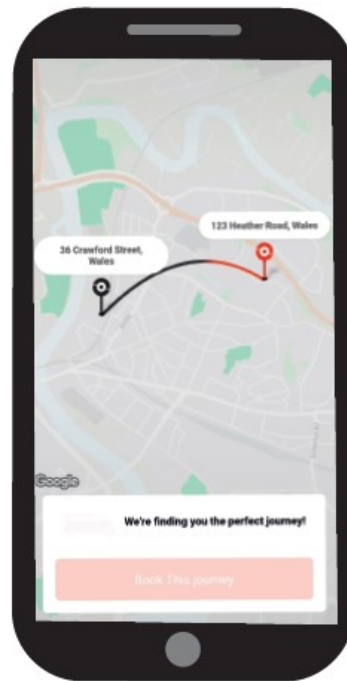 123 Heather Road, Wales
36 Crawford Street,
Wales
Google
We're finding you the perfect journey!
Book This journey